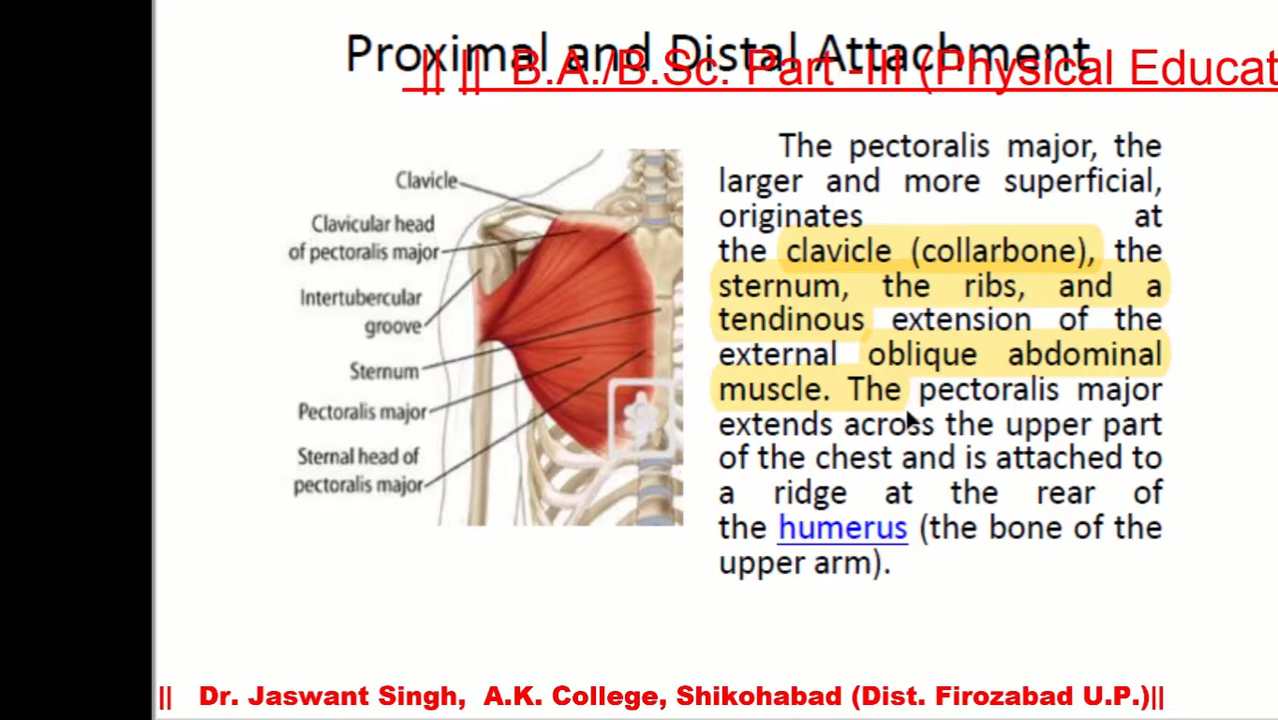 Proximal and Distal Attachment
|| || B.A./B.Sc. Part -III (Physical Educat
Clavicle
Clavicular head
of pectoralis major
Intertubercular
groove
Sternum
Pectoralis major
Sternal head of
pectoralis major
The pectoralis major, the
larger and more superficial,
originates at
the clavicle (collarbone), the
sternum, the ribs, and a
tendinous extension of the
external oblique abdominal
muscle. The pectoralis major
extends across the upper part
of the chest and is attached to
a ridge at the rear of
the humerus (the bone of the
upper arm).
|| Dr. Jaswant Singh, A.K. College, Shikohabad (Dist. Firozabad U.P.)||